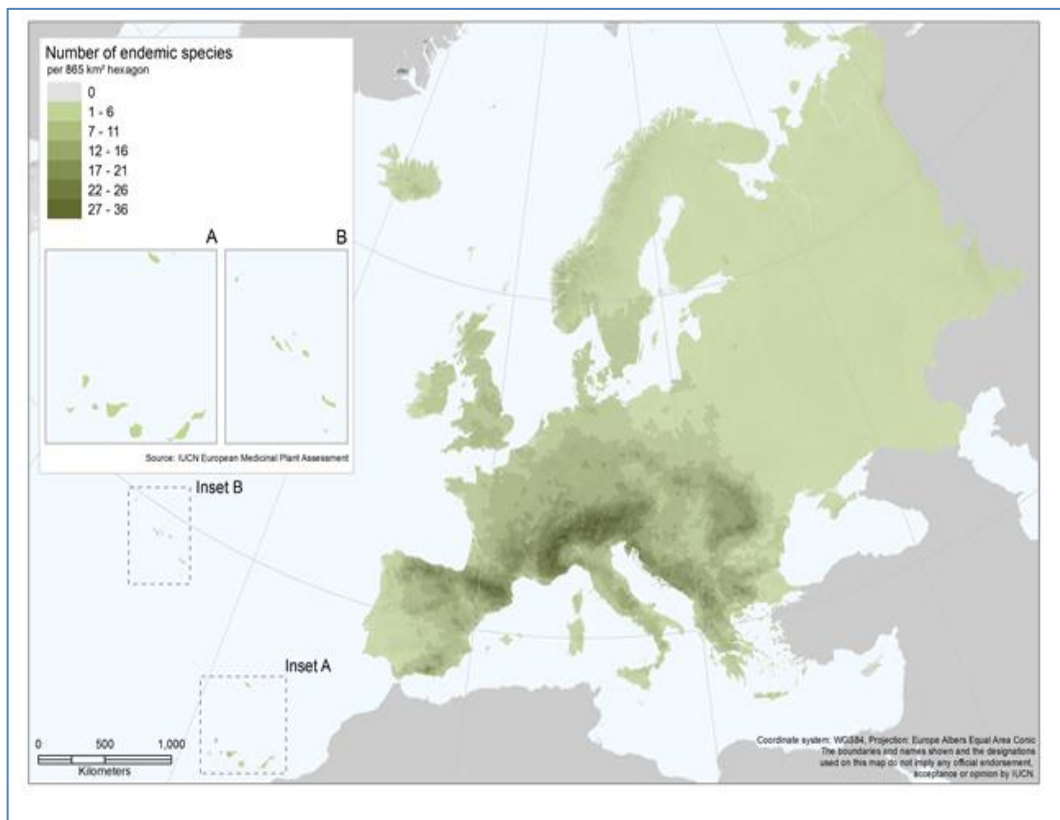 Number of endemic species
per 865 km² hexagon
0
1 - 6
7 - 11
12 - 16
17 - 21
22 - 26
27 - 36
A
B
Source: IUCN European Medicinal Plant Assessment
Inset B
Inset A
0 500 1,000
Kilometers
Coordinate system: WGS84, Projection: Europe Albers Equal Area Conic
The boundaries and names shown and the designations
used on this map do not imply any official endorsement,
acceptance or opinion by IUCN.